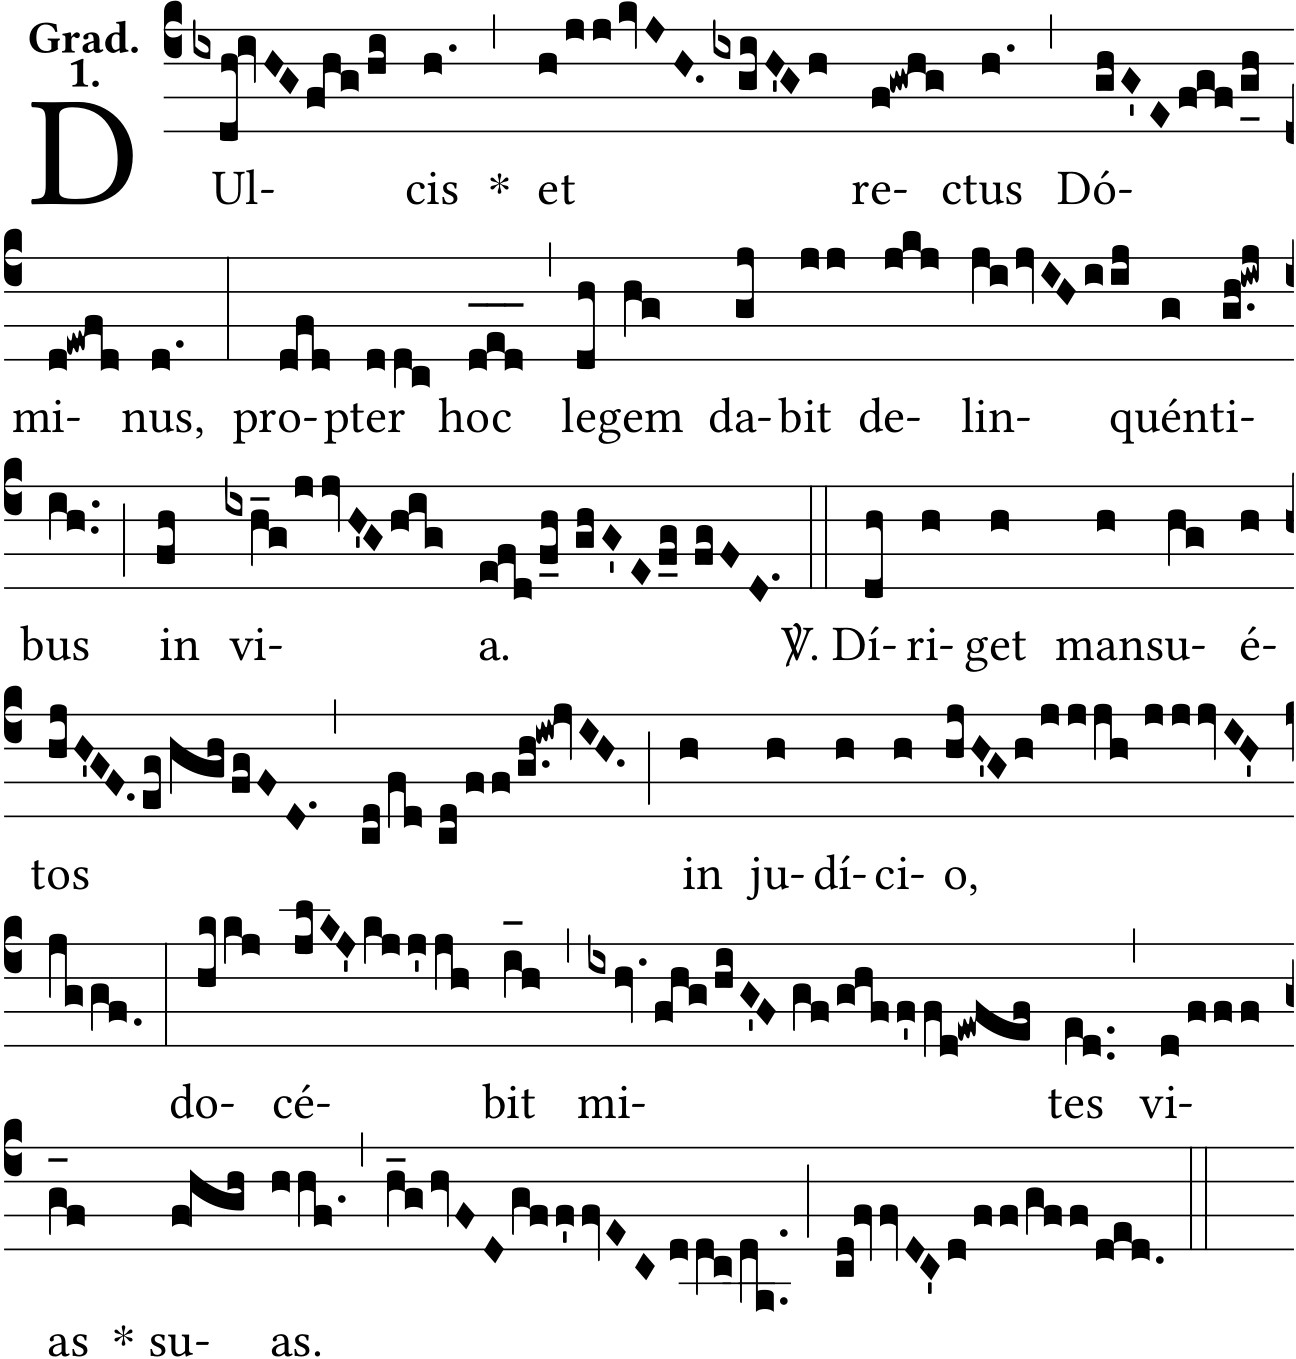 Grad.
1.
DUl- cis * et re- ctus Dó-
mi- nus, pro- pter hoc legem da- bit de- lin- quénti-
bus in vi- a. ℣. Dí- ri- get mansu- é-
tos in ju- dí- ci- o,
do- cé- bit mi- tes vi-
as * su- as.